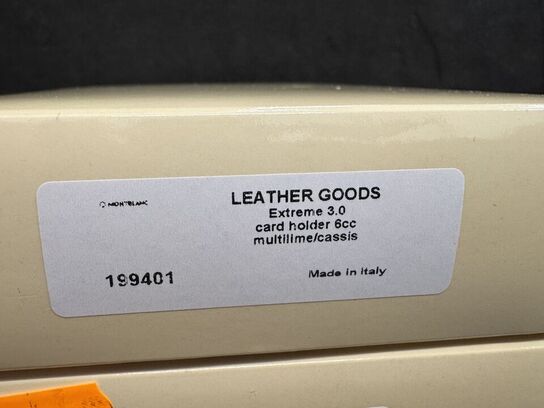 MONTBLANC
LEATHER GOODS
Extreme 3.0
card holder 6cc
multilime/cassis
199401
Made in Italy